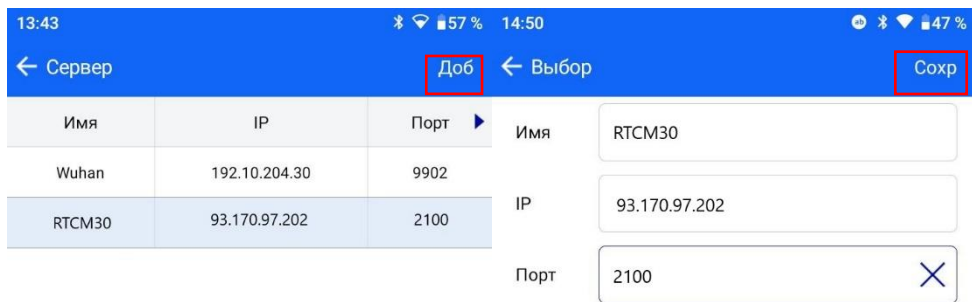 13:43 57 %
Сервер Доб
Имя IP Порт
Wuhan 192.10.204.30 9902
RTCM30 93.170.97.202 2100
14:50 47 %
Выбор Сохр
Имя RTCM30
IP 93.170.97.202
Порт 2100